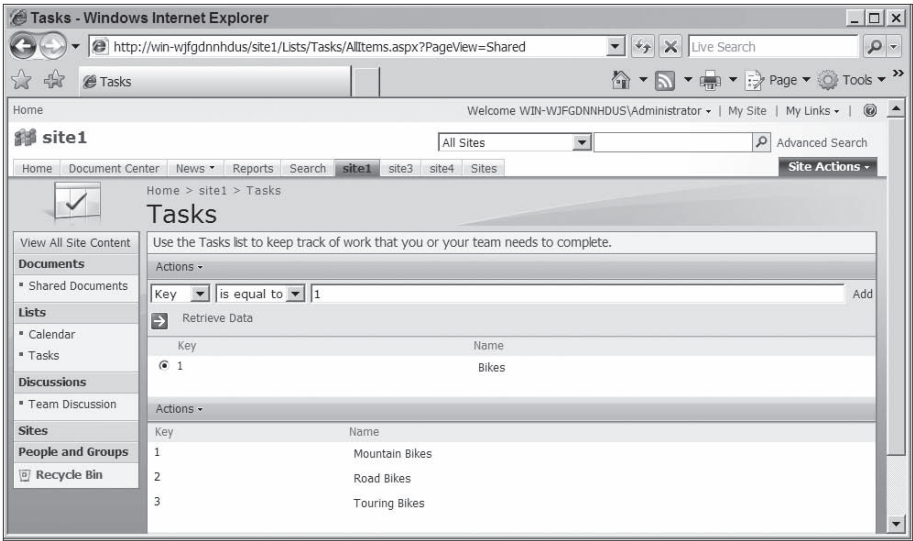 Tasks - Windows Internet Explorer
http://win-wjfgdnnhdus/site1/Lists/Tasks/AllItems.aspx?PageView=Shared
Live Search
Tasks
Page
Tools
Home
Welcome WIN-WJFGDNNHDUS\Administrator | My Site | My Links |
site1
All Sites
Advanced Search
Home Document Center News Reports Search site1 site3 site4 Sites
Site Actions
Home > site1 > Tasks
Tasks
View All Site Content
Documents
Shared Documents
Lists
Calendar
Tasks
Discussions
Team Discussion
Sites
People and Groups
Recycle Bin
Use the Tasks list to keep track of work that you or your team needs to complete.
Actions
Key is equal to 1 Add
Retrieve Data
Key Name
1 Bikes
Actions
Key Name
1 Mountain Bikes
2 Road Bikes
3 Touring Bikes